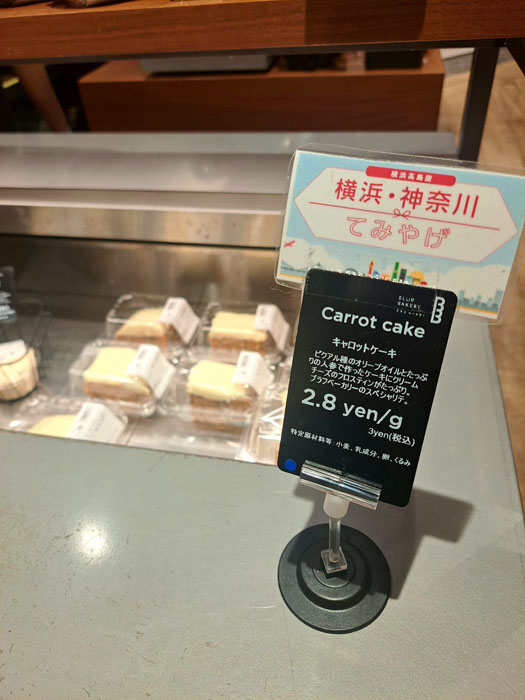 横浜高島屋
横浜・神奈川
てみやげ
BLUFF
BAKERY
Carrot cake
キャロットケーキ
ピクアル種のオリーブオイルとたっぷ
りの人参で作ったケーキにクリーム
チーズのフロスティンがたっぷり。
ブラフベーカリーのスペシャリテ。
2.8 yen/g
3yen(税込)
特定原材料等:小麦、乳成分、卵、くるみ